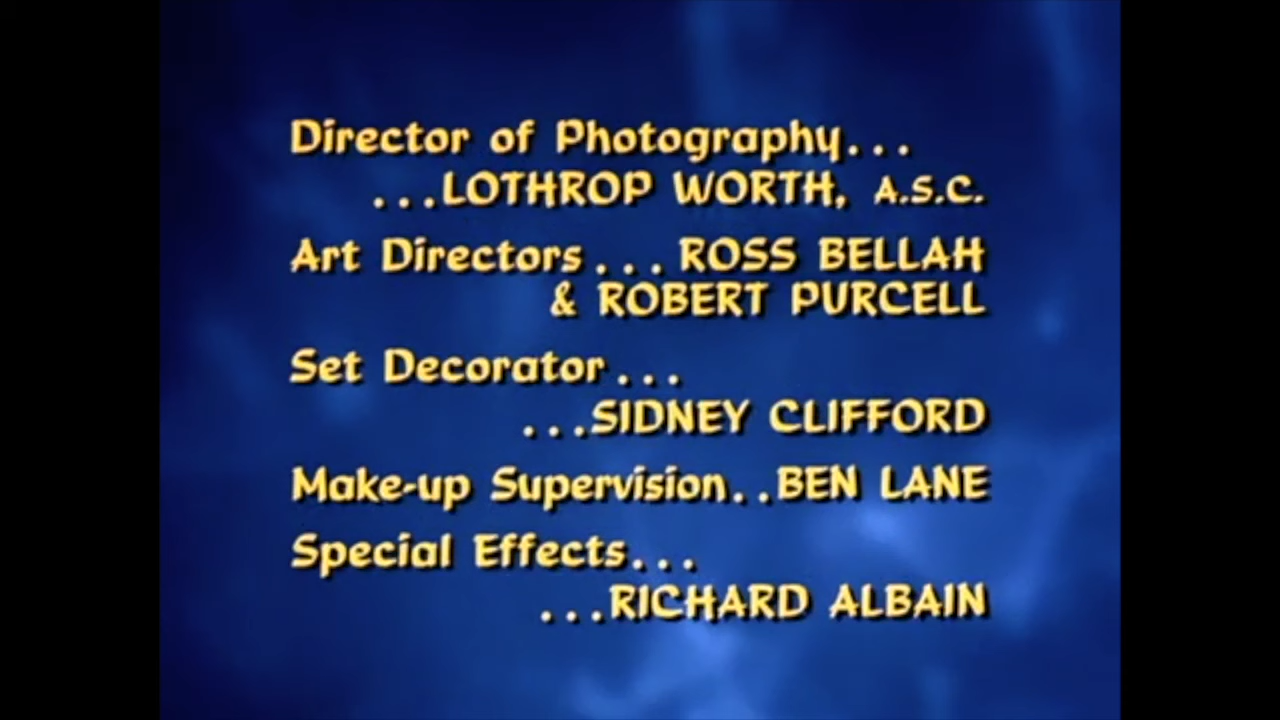 Director of Photography...
...LOTHROP WORTH, A.S.C.
Art Directors... ROSS BELLAH
& ROBERT PURCELL
Set Decorator...
...SIDNEY CLIFFORD
Make-up Supervision..BEN LANE
Special Effects...
...RICHARD ALBAIN